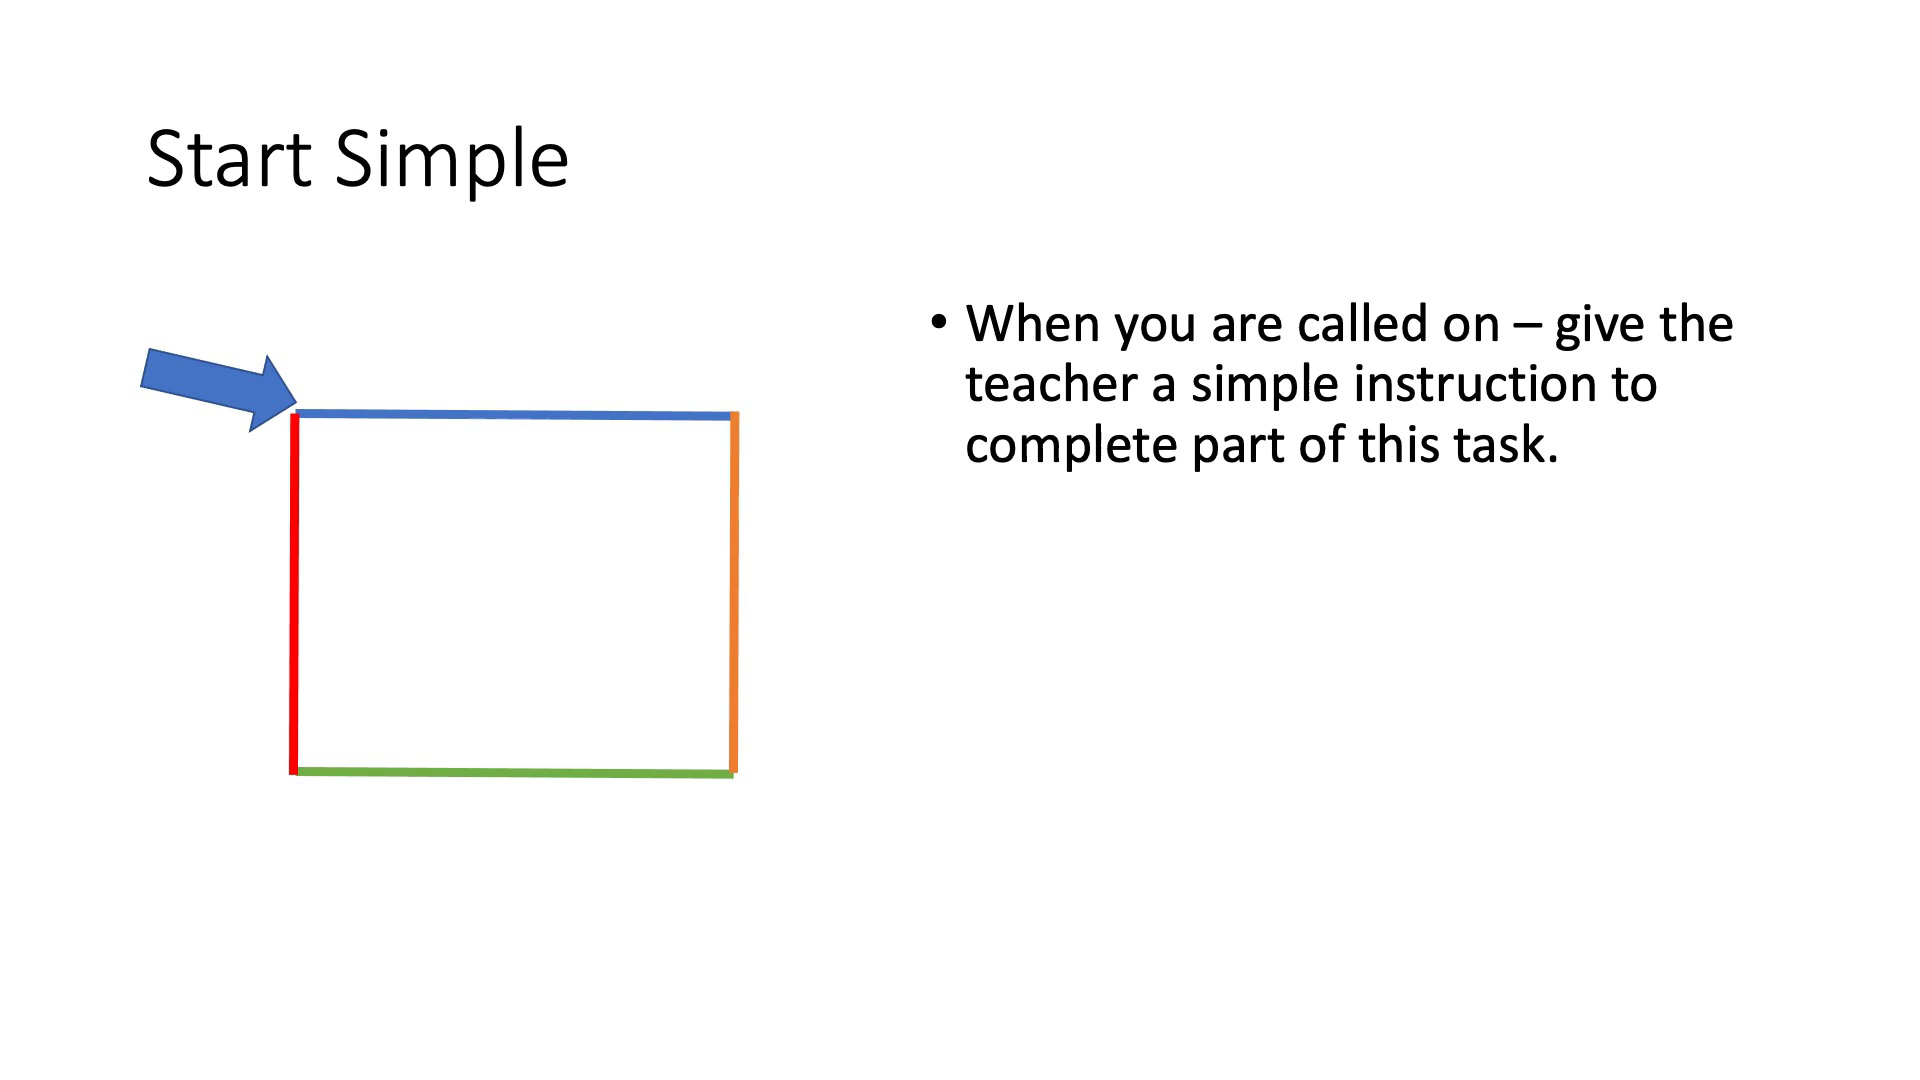 Start Simple
• When you are called on – give the
teacher a simple instruction to
complete part of this task.